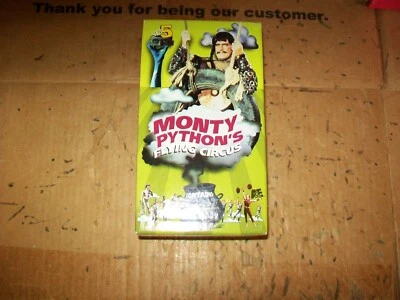 Thank you for being our customer.
5
MONTY
PYTHON'S
FLYING CIRCUS
A&E